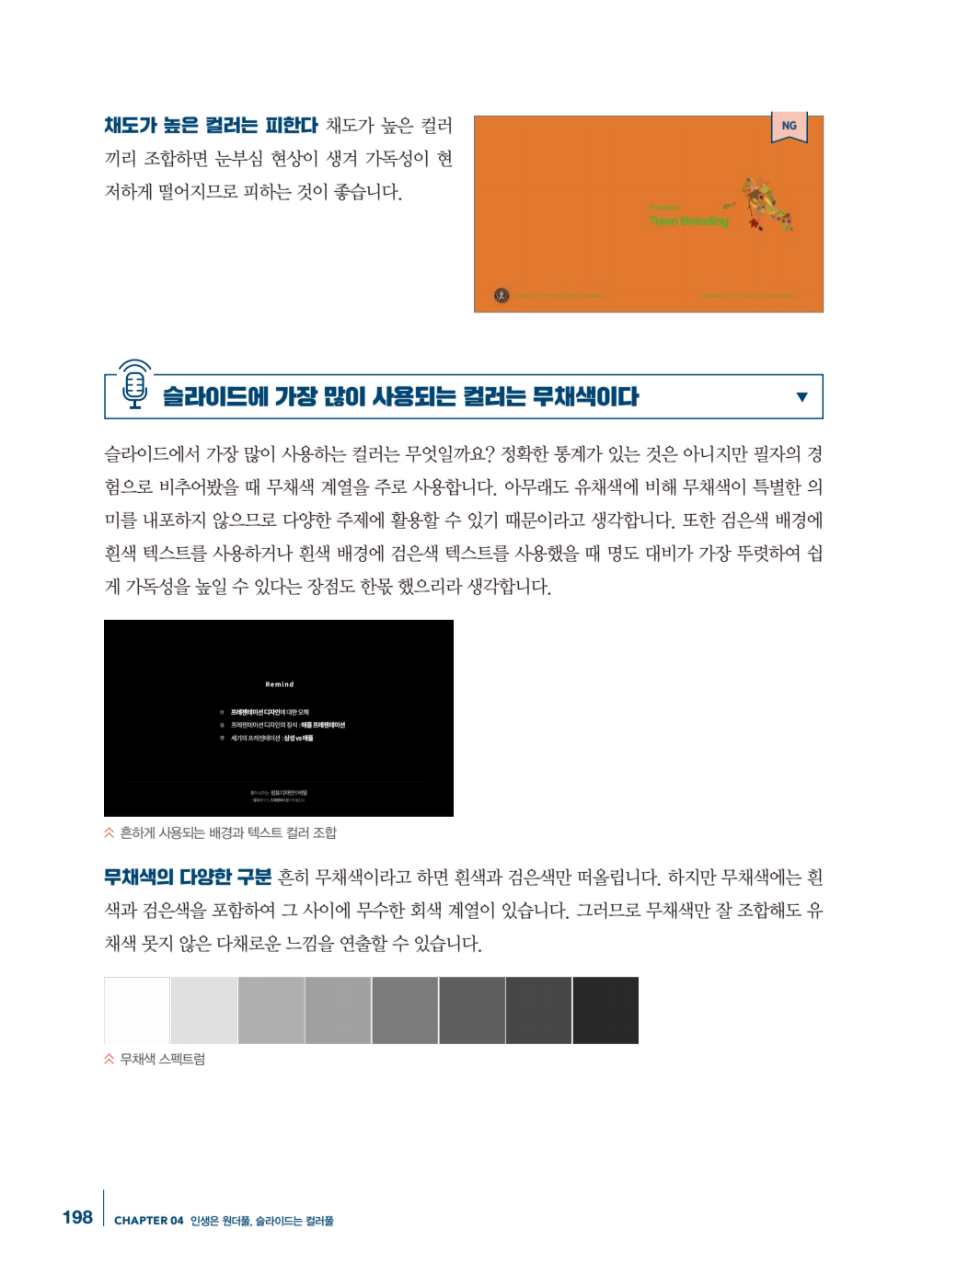 채도가 높은 컬러는 피한다 채도가 높은 컬러
끼리 조합하면 눈부심 현상이 생겨 가독성이 현
저하게 떨어지므로 피하는 것이 좋습니다.
NG
Town Branding
슬라이드에 가장 많이 사용되는 컬러는 무채색이다
슬라이드에서 가장 많이 사용하는 컬러는 무엇일까요? 정확한 통계가 있는 것은 아니지만 필자의 경
험으로 비추어봤을 때 무채색 계열을 주로 사용합니다. 아무래도 유채색에 비해 무채색이 특별한 의
미를 내포하지 않으므로 다양한 주제에 활용할 수 있기 때문이라고 생각합니다. 또한 검은색 배경에
흰색 텍스트를 사용하거나 흰색 배경에 검은색 텍스트를 사용했을 때 명도 대비가 가장 뚜렷하여 쉽
게 가독성을 높일 수 있다는 장점도 한몫 했으리라 생각합니다.
Remind
프레젠테이션 디자인에 대한 오해
프레젠테이션 디자인의 정석 : 애플 프레젠테이션
세기의 프레젠테이션 : 삼성 vs 애플
흔하게 사용되는 배경과 텍스트 컬러 조합
무채색의 다양한 구분 흔히 무채색이라고 하면 흰색과 검은색만 떠올립니다. 하지만 무채색에는 흰
색과 검은색을 포함하여 그 사이에 무수한 회색 계열이 있습니다. 그러므로 무채색만 잘 조합해도 유
채색 못지 않은 다채로운 느낌을 연출할 수 있습니다.
무채색 스펙트럼
198 CHAPTER 04 인생은 원더풀, 슬라이드는 컬러풀